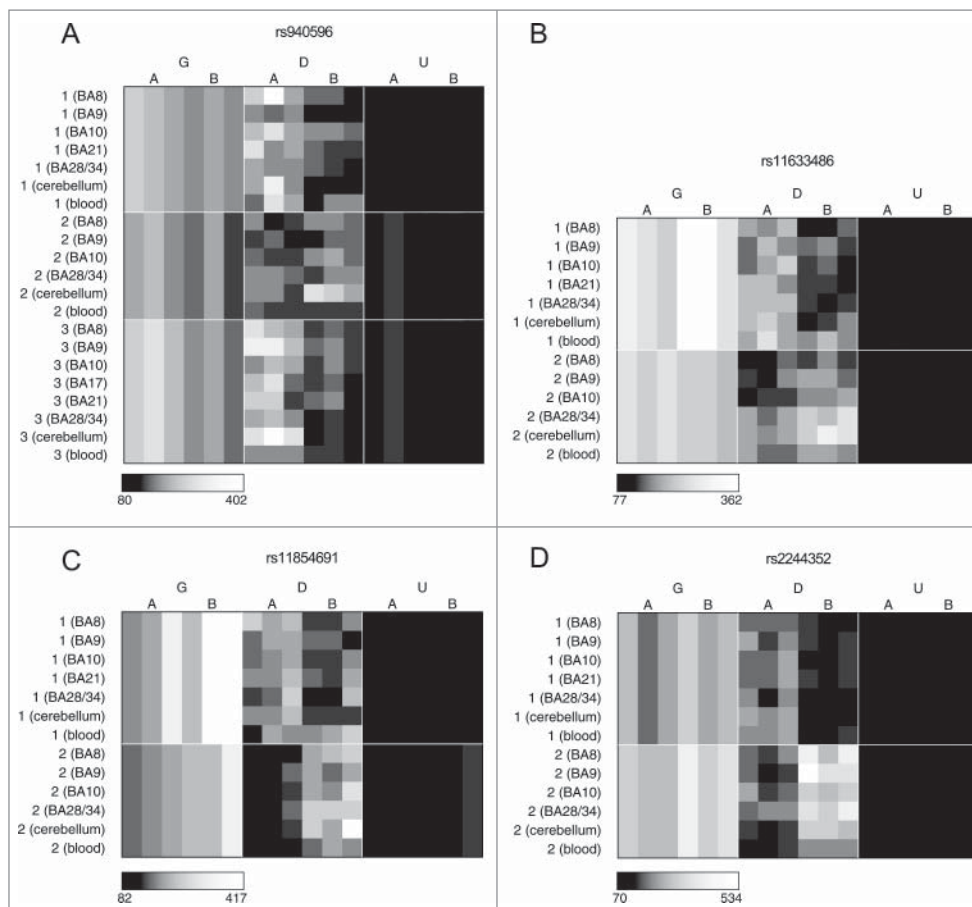 A
rs940596
G D U
A B A B A B
1 (BA8)
1 (BA9)
1 (BA10)
1 (BA21)
1 (BA28/34)
1 (cerebellum)
1 (blood)
2 (BA8)
2 (BA9)
2 (BA10)
2 (BA28/34)
2 (cerebellum)
2 (blood)
3 (BA8)
3 (BA9)
3 (BA10)
3 (BA17)
3 (BA21)
3 (BA28/34)
3 (cerebellum)
3 (blood)
80 402
B
rs11633486
G D U
A B A B A B
1 (BA8)
1 (BA9)
1 (BA10)
1 (BA21)
1 (BA28/34)
1 (cerebellum)
1 (blood)
2 (BA8)
2 (BA9)
2 (BA10)
2 (BA28/34)
2 (cerebellum)
2 (blood)
77 362
C
rs11854691
G D U
A B A B A B
1 (BA8)
1 (BA9)
1 (BA10)
1 (BA21)
1 (BA28/34)
1 (cerebellum)
1 (blood)
2 (BA8)
2 (BA9)
2 (BA10)
2 (BA28/34)
2 (cerebellum)
2 (blood)
82 417
D
rs2244352
G D U
A B A B A B
1 (BA8)
1 (BA9)
1 (BA10)
1 (BA21)
1 (BA28/34)
1 (cerebellum)
1 (blood)
2 (BA8)
2 (BA9)
2 (BA10)
2 (BA28/34)
2 (cerebellum)
2 (blood)
70 534